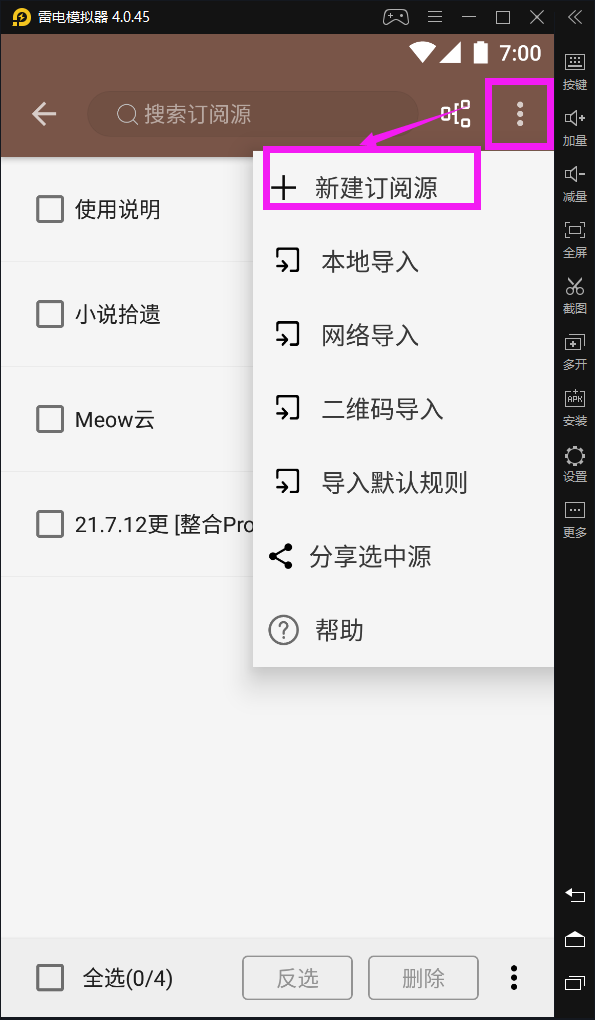 雷电模拟器 4.0.45
7:00
搜索订阅源
新建订阅源
使用说明
本地导入
小说拾遗
网络导入
Meow云
二维码导入
导入默认规则
21.7.12更 [整合Pro
分享选中源
帮助
全选(0/4)
反选
删除
按键
加量
减量
全屏
截图
多开
APK
安装
设置
更多